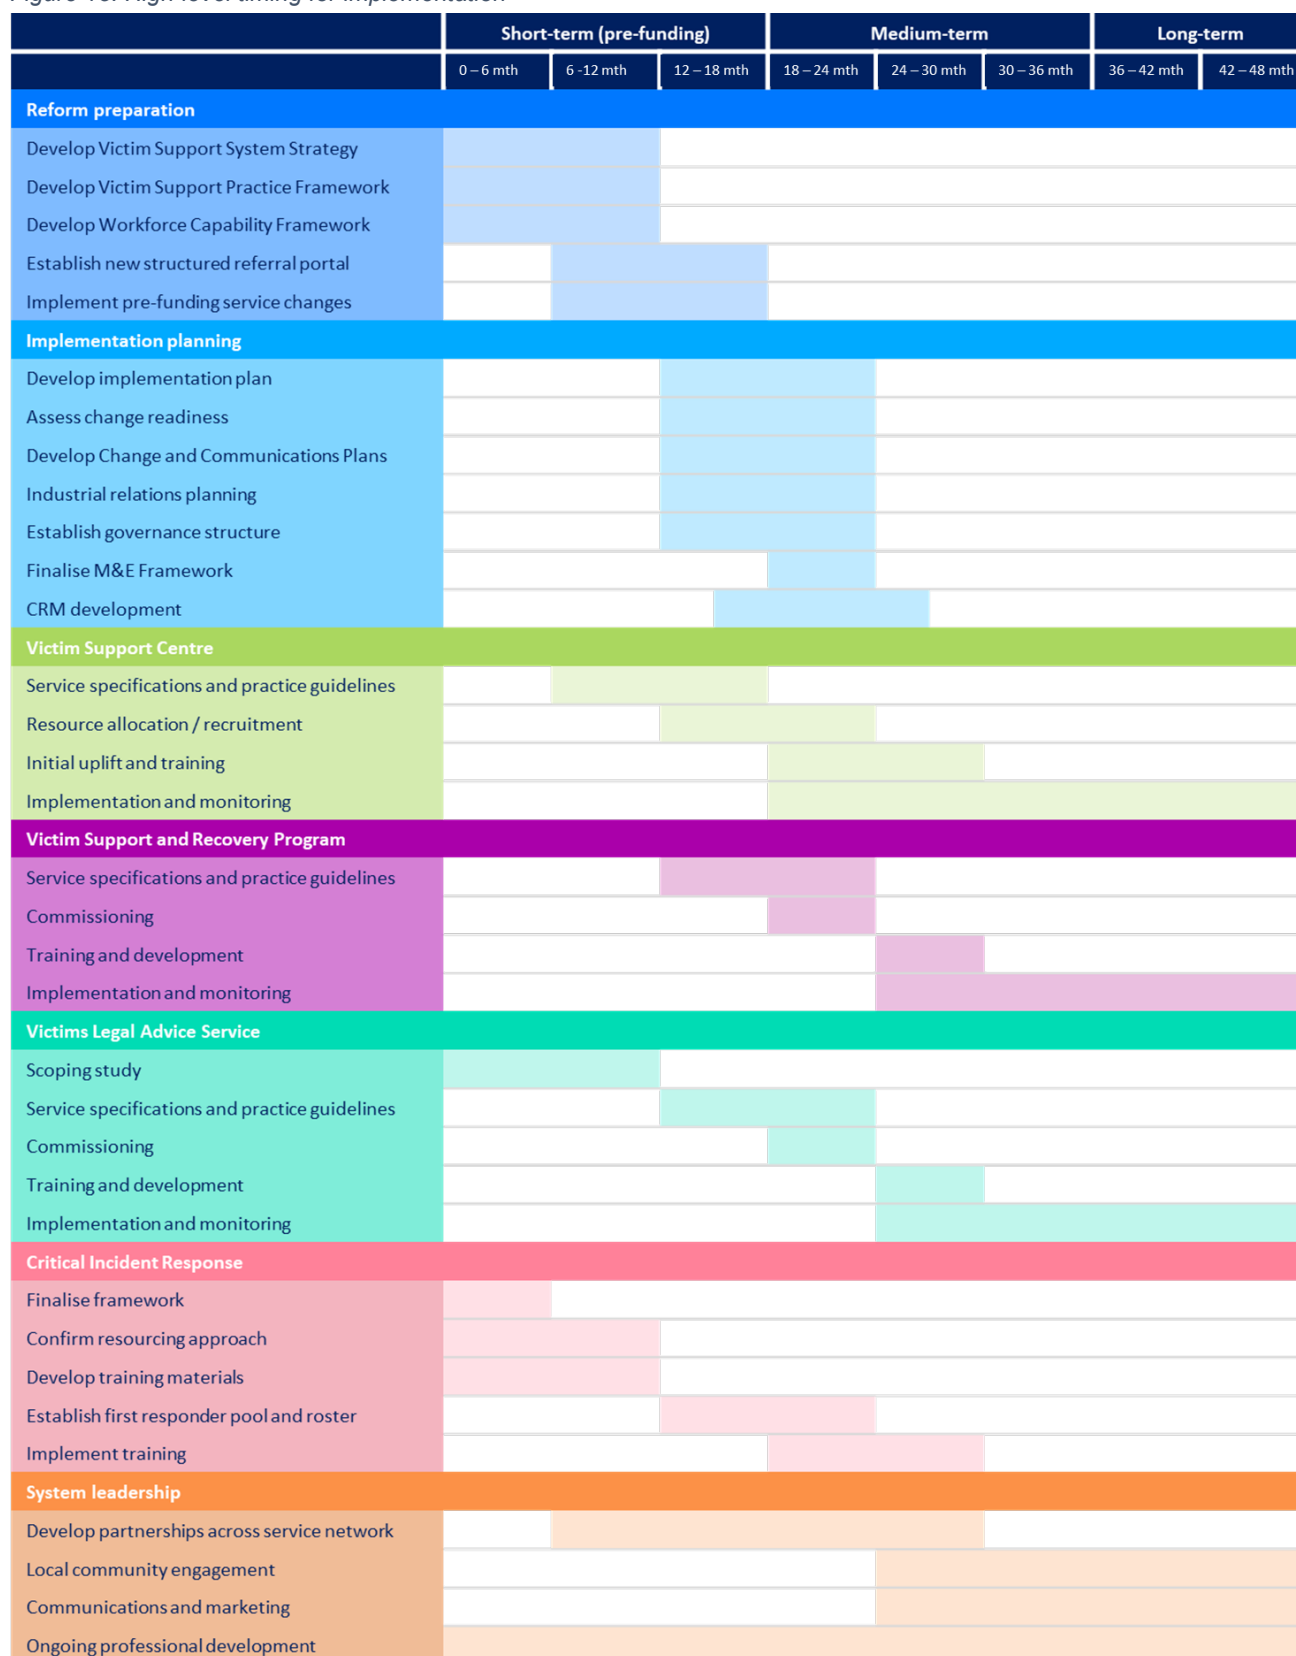 Figure 15: High-level timing for implementation
Short-term (pre-funding) Medium-term Long-term
0 – 6 mth 6 -12 mth 12 – 18 mth 18 – 24 mth 24 – 30 mth 30 – 36 mth 36 – 42 mth 42 – 48 mth
Reform preparation
Develop Victim Support System Strategy
Develop Victim Support Practice Framework
Develop Workforce Capability Framework
Establish new structured referral portal
Implement pre-funding service changes
Implementation planning
Develop implementation plan
Assess change readiness
Develop Change and Communications Plans
Industrial relations planning
Establish governance structure
Finalise M&E Framework
CRM development
Victim Support Centre
Service specifications and practice guidelines
Resource allocation / recruitment
Initial uplift and training
Implementation and monitoring
Victim Support and Recovery Program
Service specifications and practice guidelines
Commissioning
Training and development
Implementation and monitoring
Victims Legal Advice Service
Scoping study
Service specifications and practice guidelines
Commissioning
Training and development
Implementation and monitoring
Critical Incident Response
Finalise framework
Confirm resourcing approach
Develop training materials
Establish first responder pool and roster
Implement training
System leadership
Develop partnerships across service network
Local community engagement
Communications and marketing
Ongoing professional development